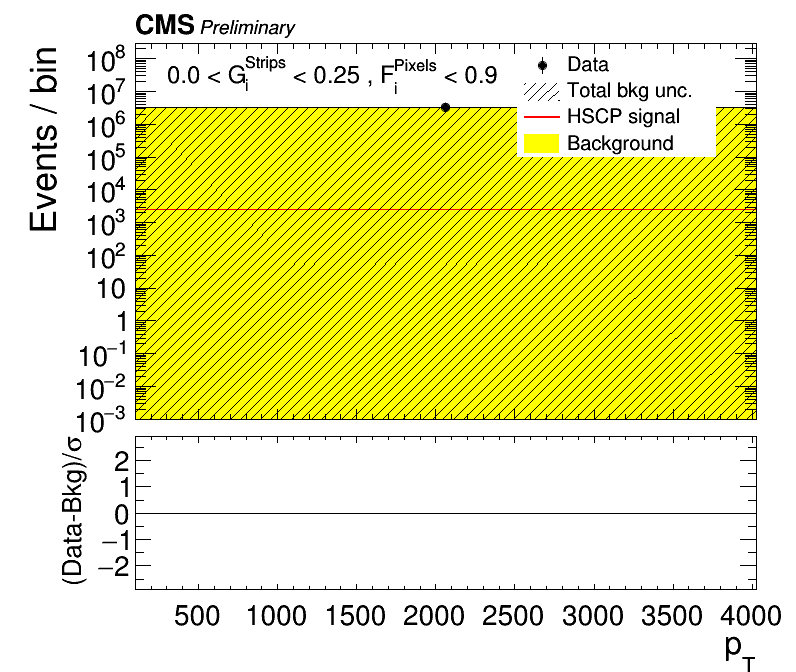 CMS Preliminary
0.0 < G_i^Strips < 0.25 , F_i^Pixels < 0.9
Data
Total bkg unc.
HSCP signal
Background
Events / bin
10^8
10^7
10^6
10^5
10^4
10^3
10^2
10
1
10^−1
10^−2
10^−3
(Data-Bkg)/σ
2
1
0
−1
−2
500 1000 1500 2000 2500 3000 3500 4000
p_T